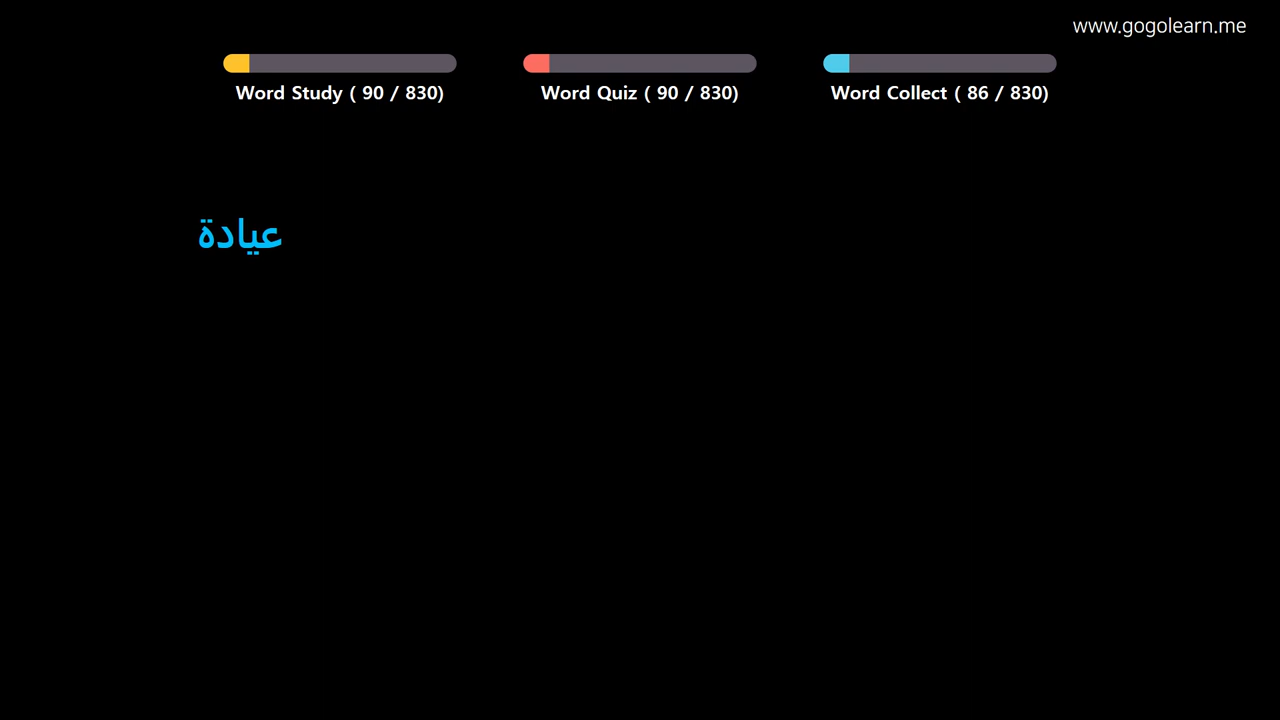 www.gogolearn.me
Word Study ( 90 / 830)
Word Quiz ( 90 / 830)
Word Collect ( 86 / 830)
عيادة